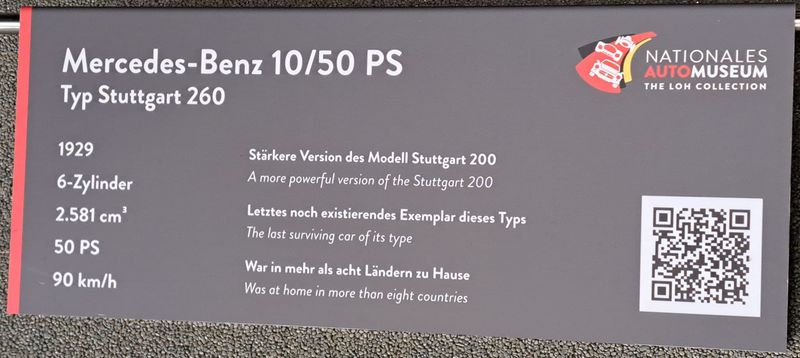 Mercedes-Benz 10/50 PS
Typ Stuttgart 260
NATIONALES
AUTOMUSEUM
THE LOH COLLECTION
1929
6-Zylinder
2.581 cm³
50 PS
90 km/h
Stärkere Version des Modell Stuttgart 200
A more powerful version of the Stuttgart 200
Letztes noch existierendes Exemplar dieses Typs
The last surviving car of its type
War in mehr als acht Ländern zu Hause
Was at home in more than eight countries